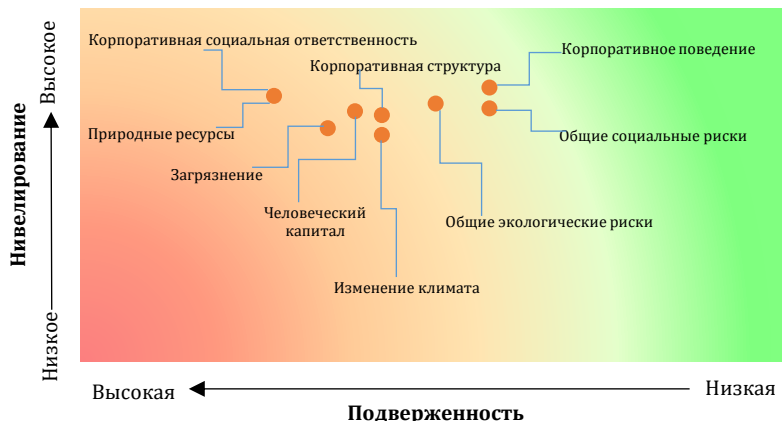 Корпоративная социальная ответственность
Корпоративное поведение
Корпоративная структура
Природные ресурсы
Общие социальные риски
Загрязнение
Человеческий
капитал
Общие экологические риски
Изменение климата
Нивелирование
Высокое
Низкое
Высокая
Низкая
Подверженность